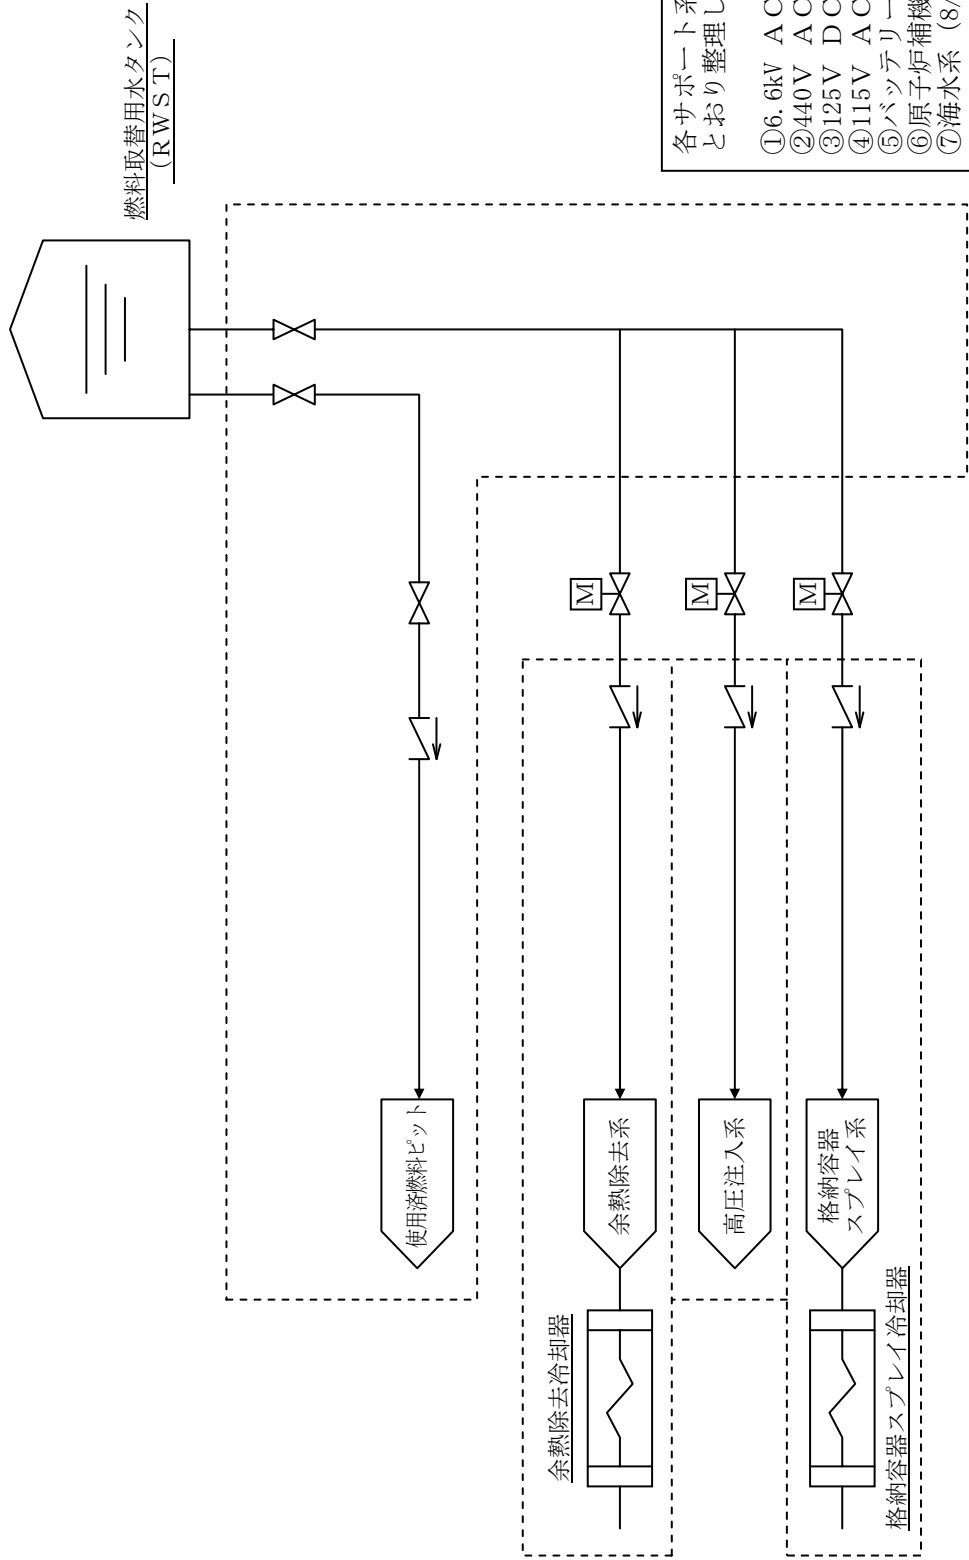 燃料取替用水タンク
(ＲＷＳＴ)
使用済燃料ピット
M
余熱除去系
余熱除去冷却器
M
高圧注入系
M
格納容器
スプレイ系
格納容器スプレイ冷却器
各サポート系
とおり整理し
①6.6kV ＡＣ
②440V ＡＣ
③125V ＤＣ
④115V ＡＣ
⑤バッテリー
⑥原子炉補機
⑦海水系 (8/